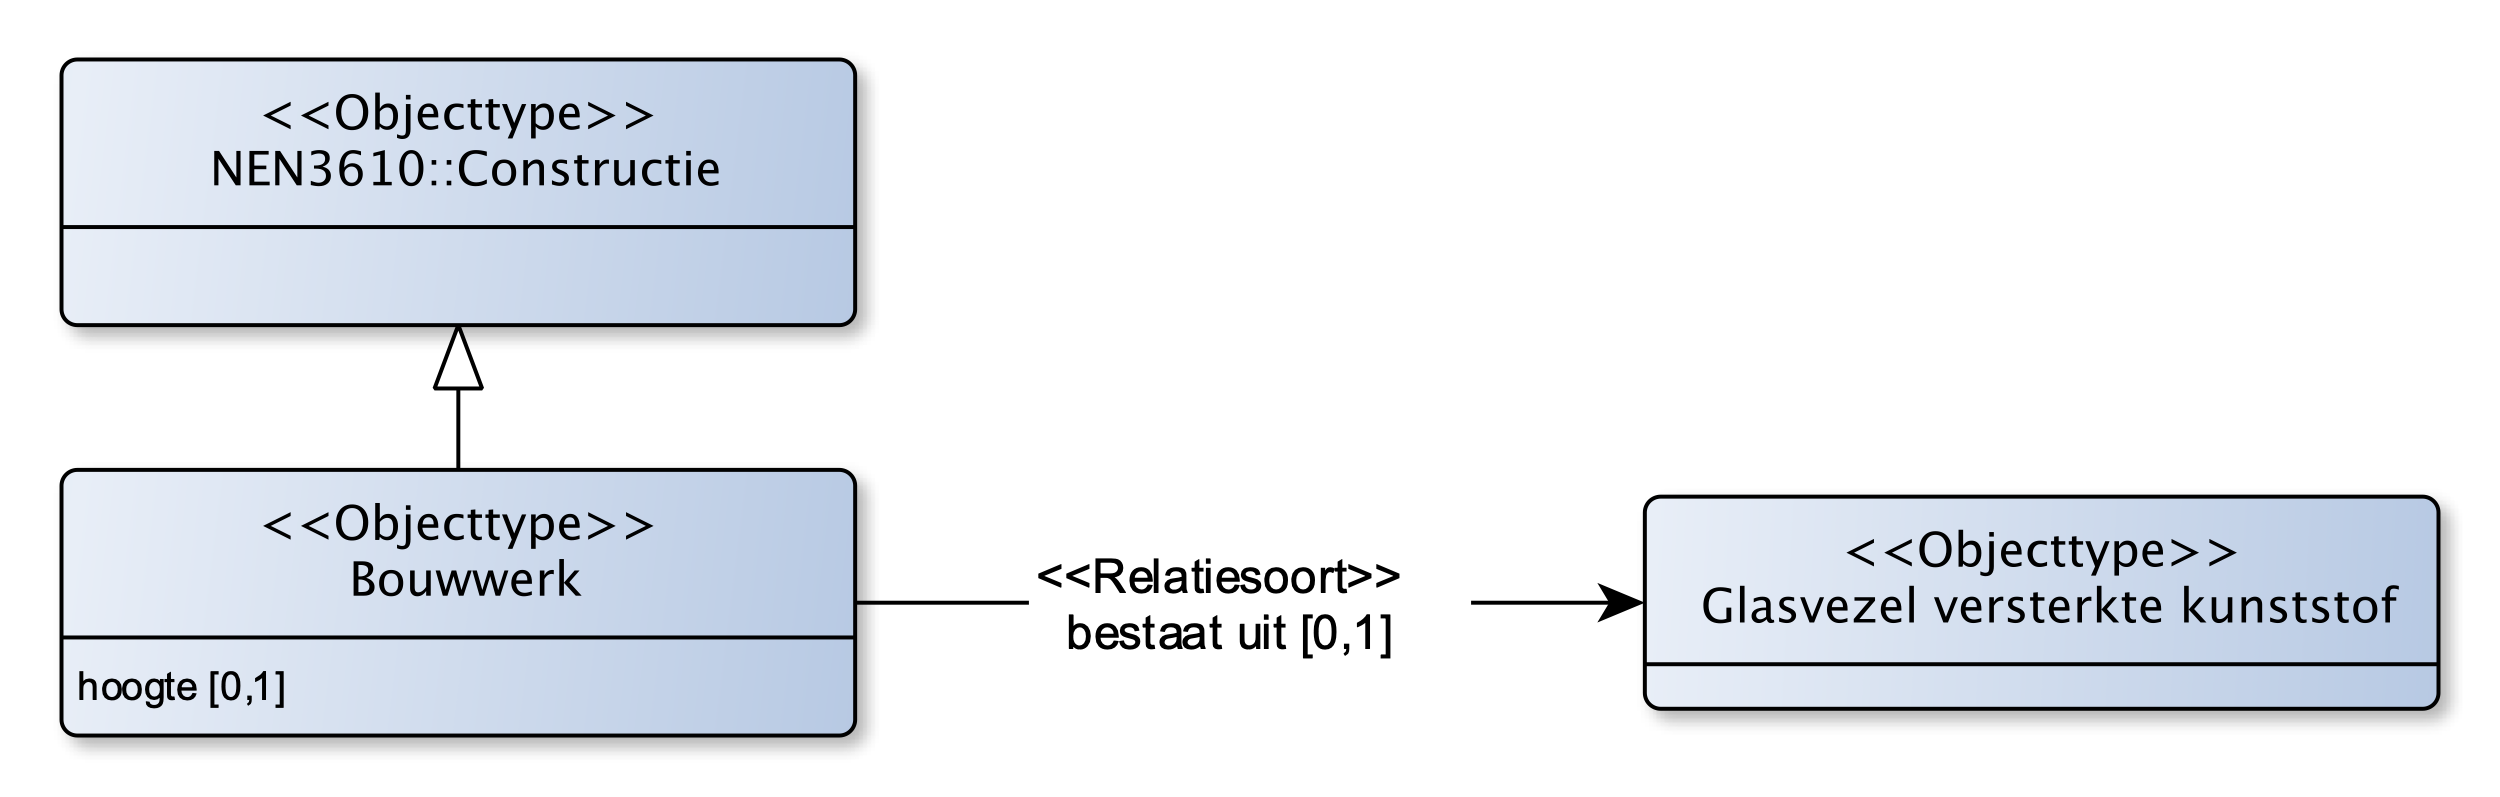 <<Objecttype>>
NEN3610::Constructie
<<Objecttype>>
Bouwwerk
hoogte [0,1]
<<Relatiesoort>>
bestaat uit [0,1]
<<Objecttype>>
Glasvezel versterkte kunststof